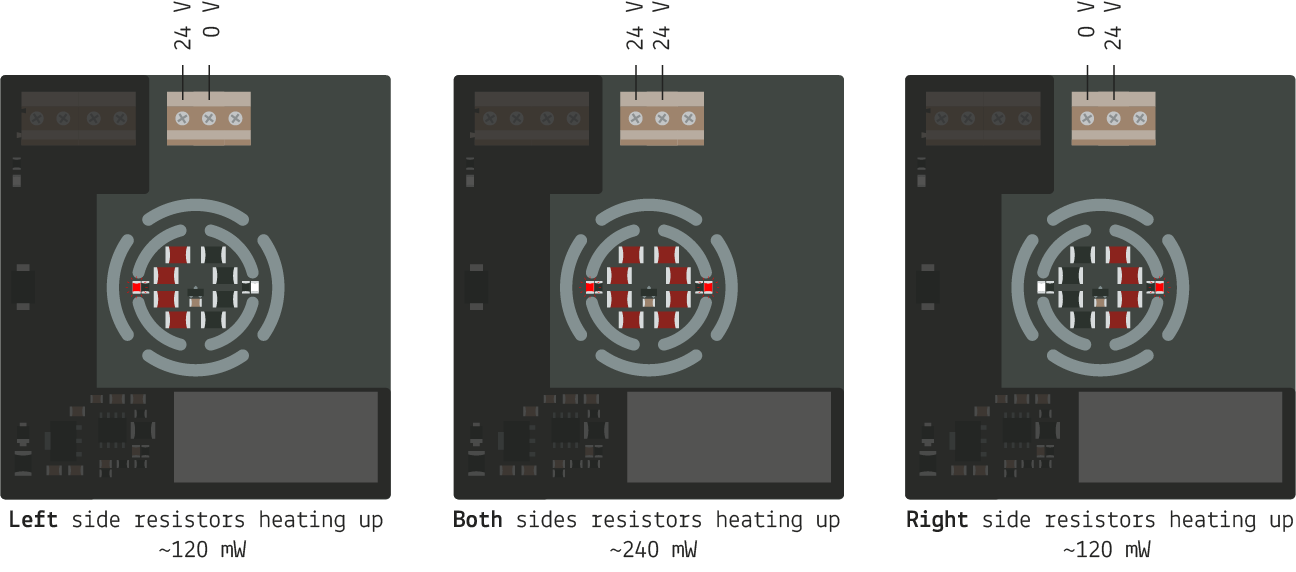 24 V
0 V
24 V
24 V
0 V
24 V
Left side resistors heating up
~120 mW
Both sides resistors heating up
~240 mW
Right side resistors heating up
~120 mW